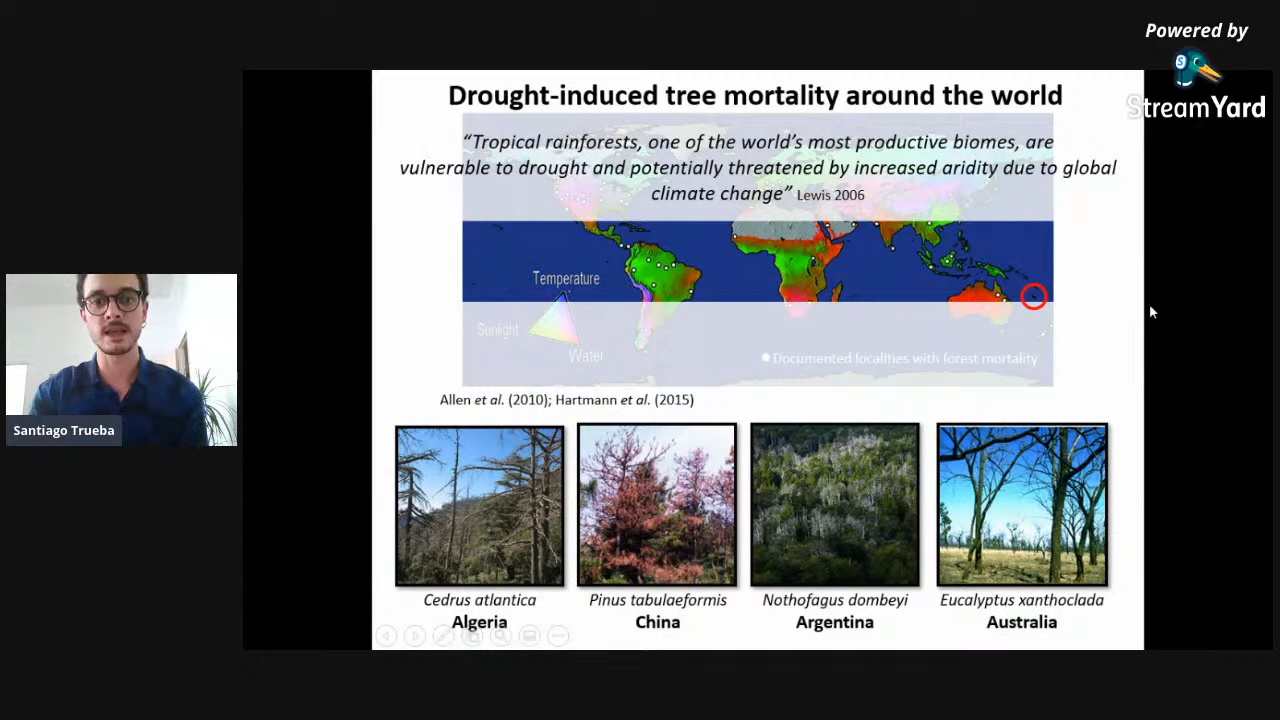 Powered by
StreamYard
Drought-induced tree mortality around the world
“Tropical rainforests, one of the world’s most productive biomes, are
vulnerable to drought and potentially threatened by increased aridity due to global
climate change” Lewis 2006
Temperature
Sunlight
Water
Documented localities with forest mortality
Allen et al. (2010); Hartmann et al. (2015)
Santiago Trueba
Cedrus atlantica
Algeria
Pinus tabulaeformis
China
Nothofagus dombeyi
Argentina
Eucalyptus xanthoclada
Australia